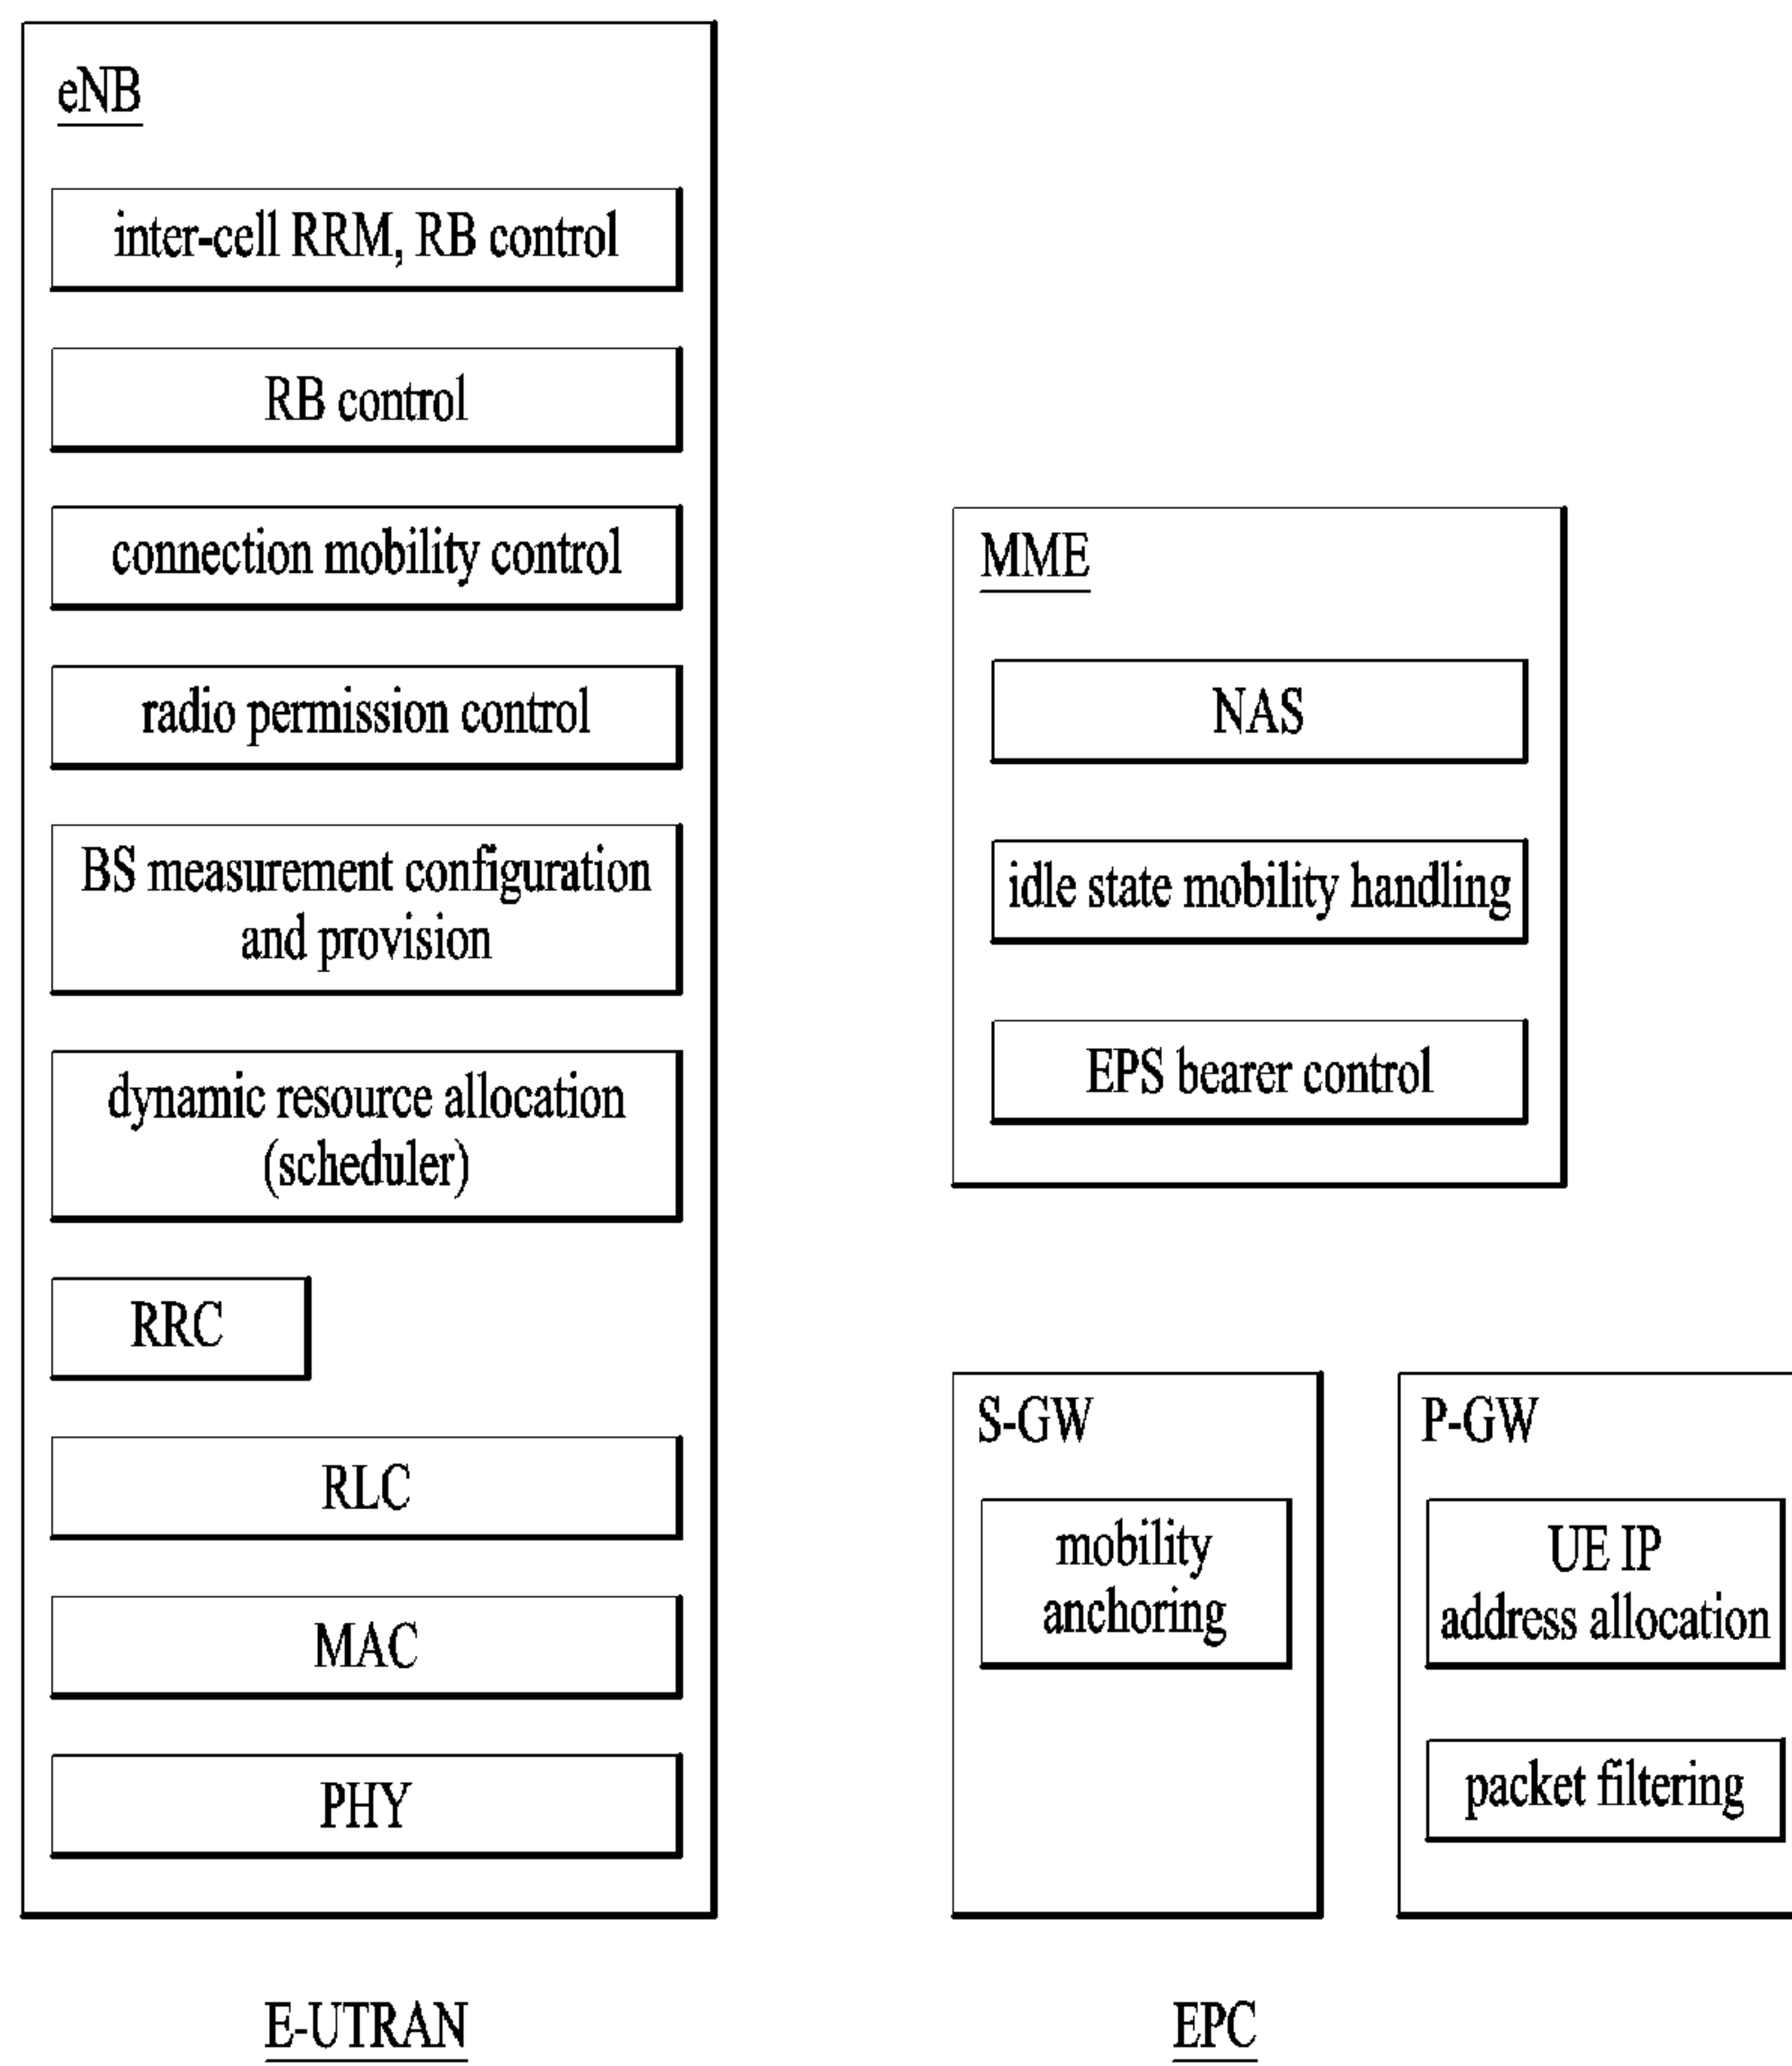 eNB
inter-cell RRM, RB control
RB control
connection mobility control
radio permission control
BS measurement configuration
and provision
dynamic resource allocation
(scheduler)
RRC
RLC
MAC
PHY
E-UTRAN
MME
NAS
idle state mobility handling
EPS bearer control
S-GW
mobility
anchoring
P-GW
UE IP
address allocation
packet filtering
EPC